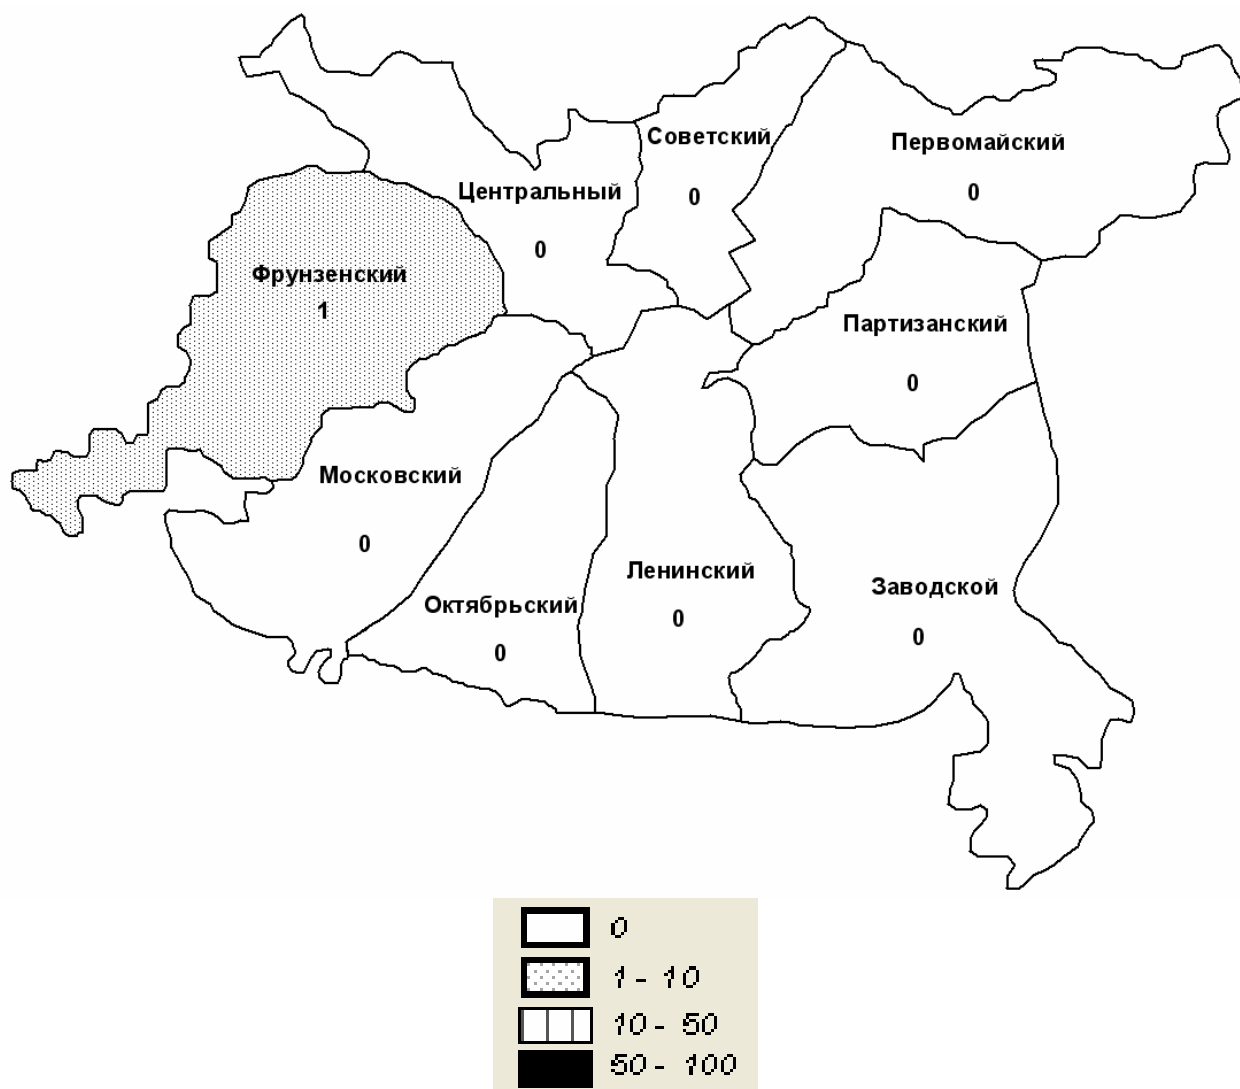 Советский
0
Первомайский
0
Центральный
0
Фрунзенский
1
Партизанский
0
Московский
0
Октябрьский
0
Ленинский
0
Заводской
0
0
1 - 10
10 - 50
50 - 100